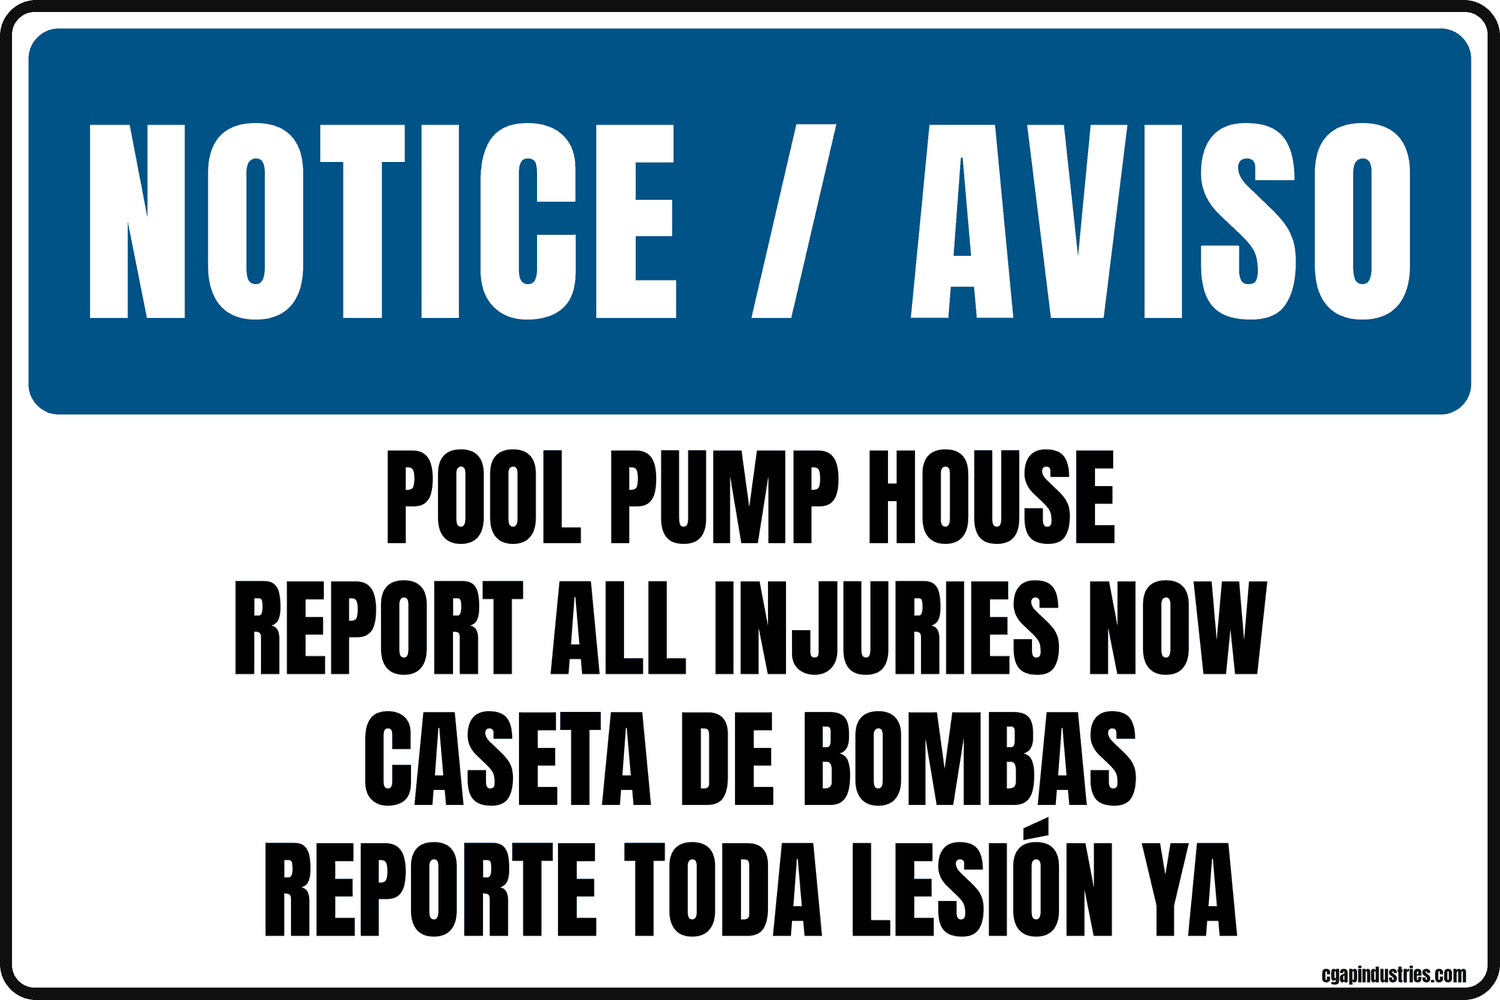 NOTICE / AVISO
POOL PUMP HOUSE
REPORT ALL INJURIES NOW
CASETA DE BOMBAS
REPORTE TODA LESIÓN YA
cgapindustries.com